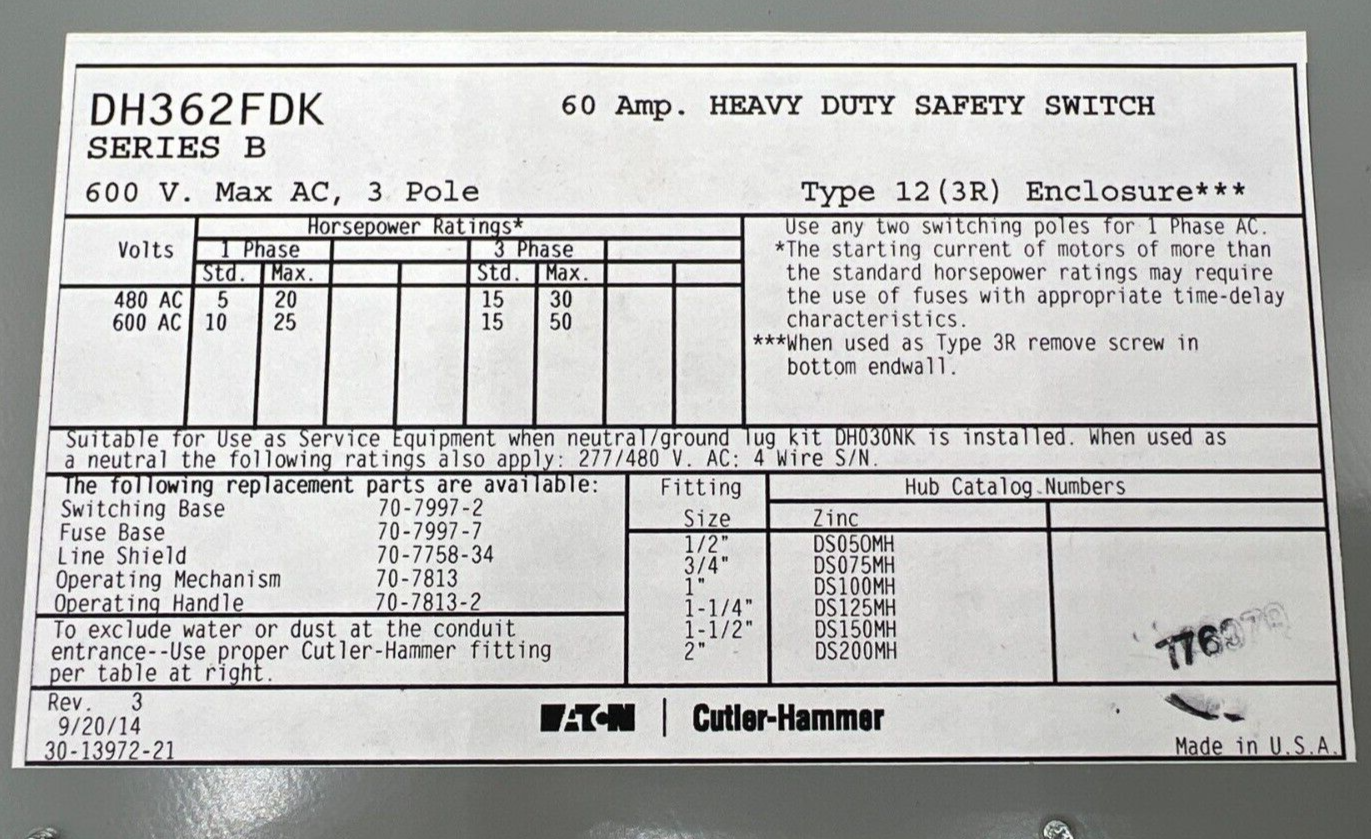 DH362FDK 60 Amp. HEAVY DUTY SAFETY SWITCH
SERIES B
600 V. Max AC, 3 Pole Type 12(3R) Enclosure***
Horsepower Ratings*
Volts 1 Phase 3 Phase
Std. Max. Std. Max.
480 AC 5 20 15 30
600 AC 10 25 15 50
Use any two switching poles for 1 Phase AC.
*The starting current of motors of more than
the standard horsepower ratings may require
the use of fuses with appropriate time-delay
characteristics.
***When used as Type 3R remove screw in
bottom endwall.
Suitable for Use as Service Equipment when neutral/ground lug kit DH030NK is installed. When used as
a neutral the following ratings also apply: 277/480 V. AC: 4 Wire S/N.
The following replacement parts are available:
Switching Base 70-7997-2
Fuse Base 70-7997-7
Line Shield 70-7758-34
Operating Mechanism 70-7813
Operating Handle 70-7813-2
To exclude water or dust at the conduit
entrance--Use proper Cutler-Hammer fitting
per table at right.
Fitting Hub Catalog Numbers
Size Zinc
1/2" DS050MH
3/4" DS075MH
1" DS100MH
1-1/4" DS125MH
1-1/2" DS150MH
2" DS200MH
Rev. 3
9/20/14
30-13972-21
EATON | Cutler-Hammer
Made in U.S.A.